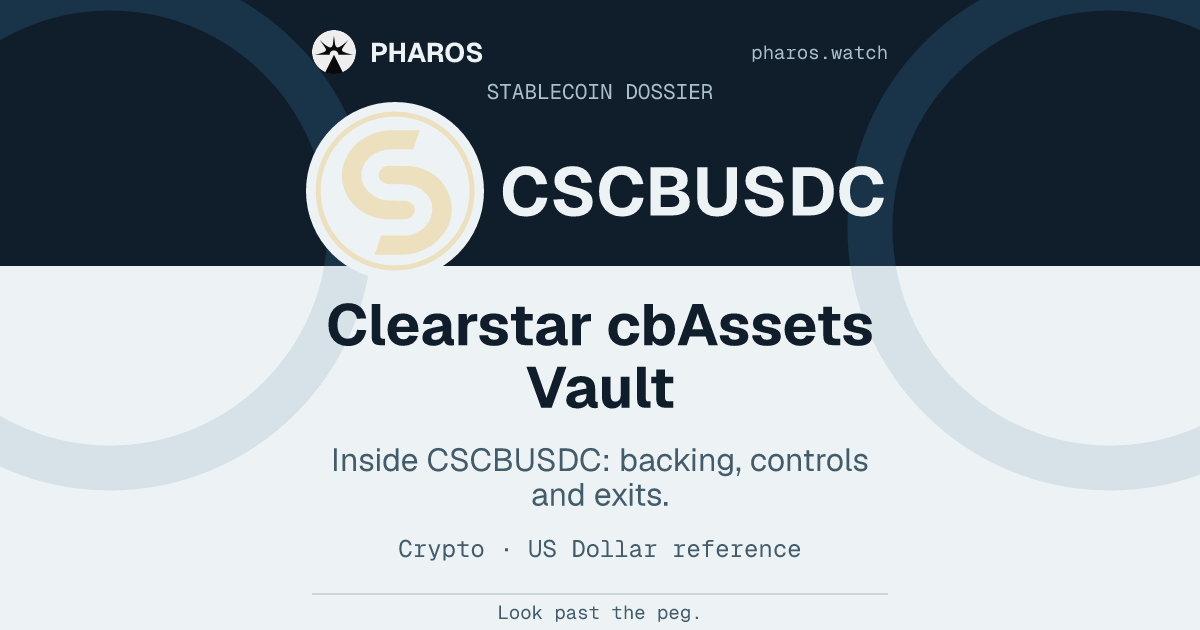 PHAROS
pharos.watch
STABLECOIN DOSSIER
CSCBUSDC
Clearstar cbAssets
Vault
Inside CSCBUSDC: backing, controls
and exits.
Crypto · US Dollar reference
Look past the peg.